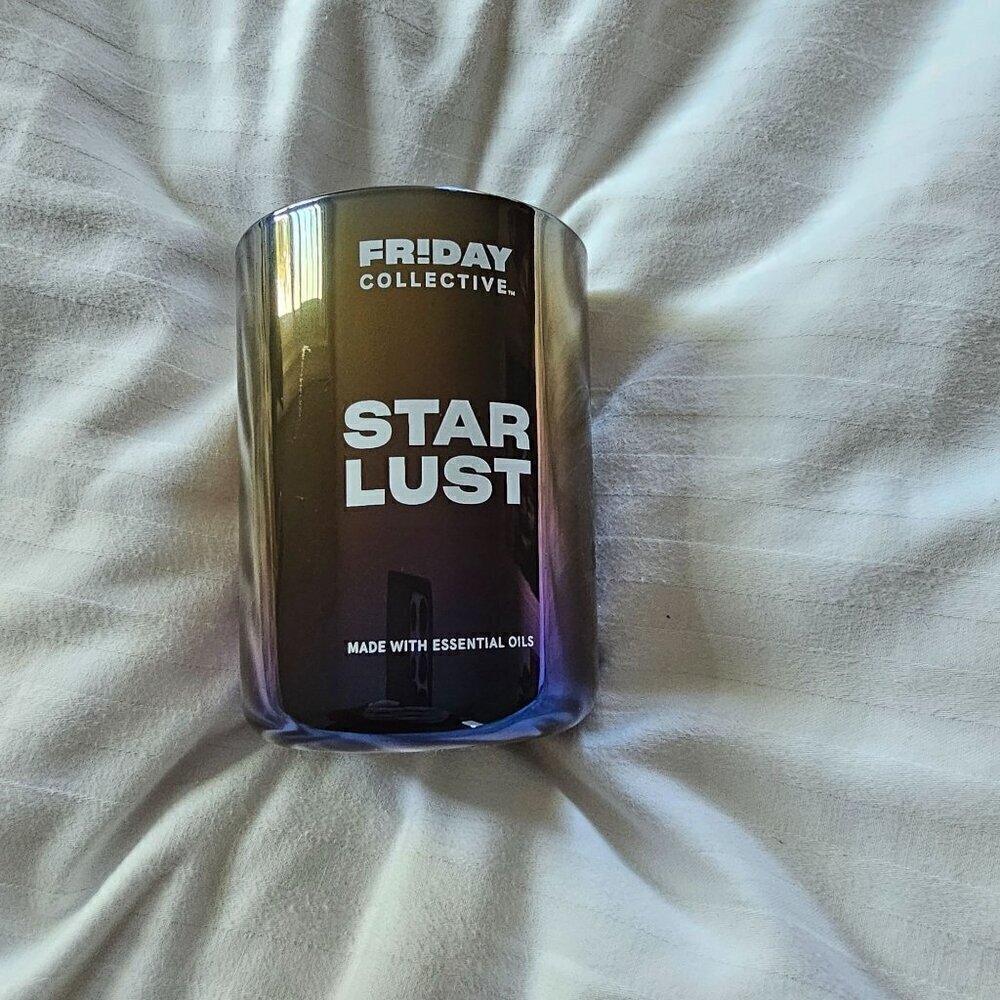 FR!DAY
COLLECTIVE™
STAR
LUST
MADE WITH ESSENTIAL OILS